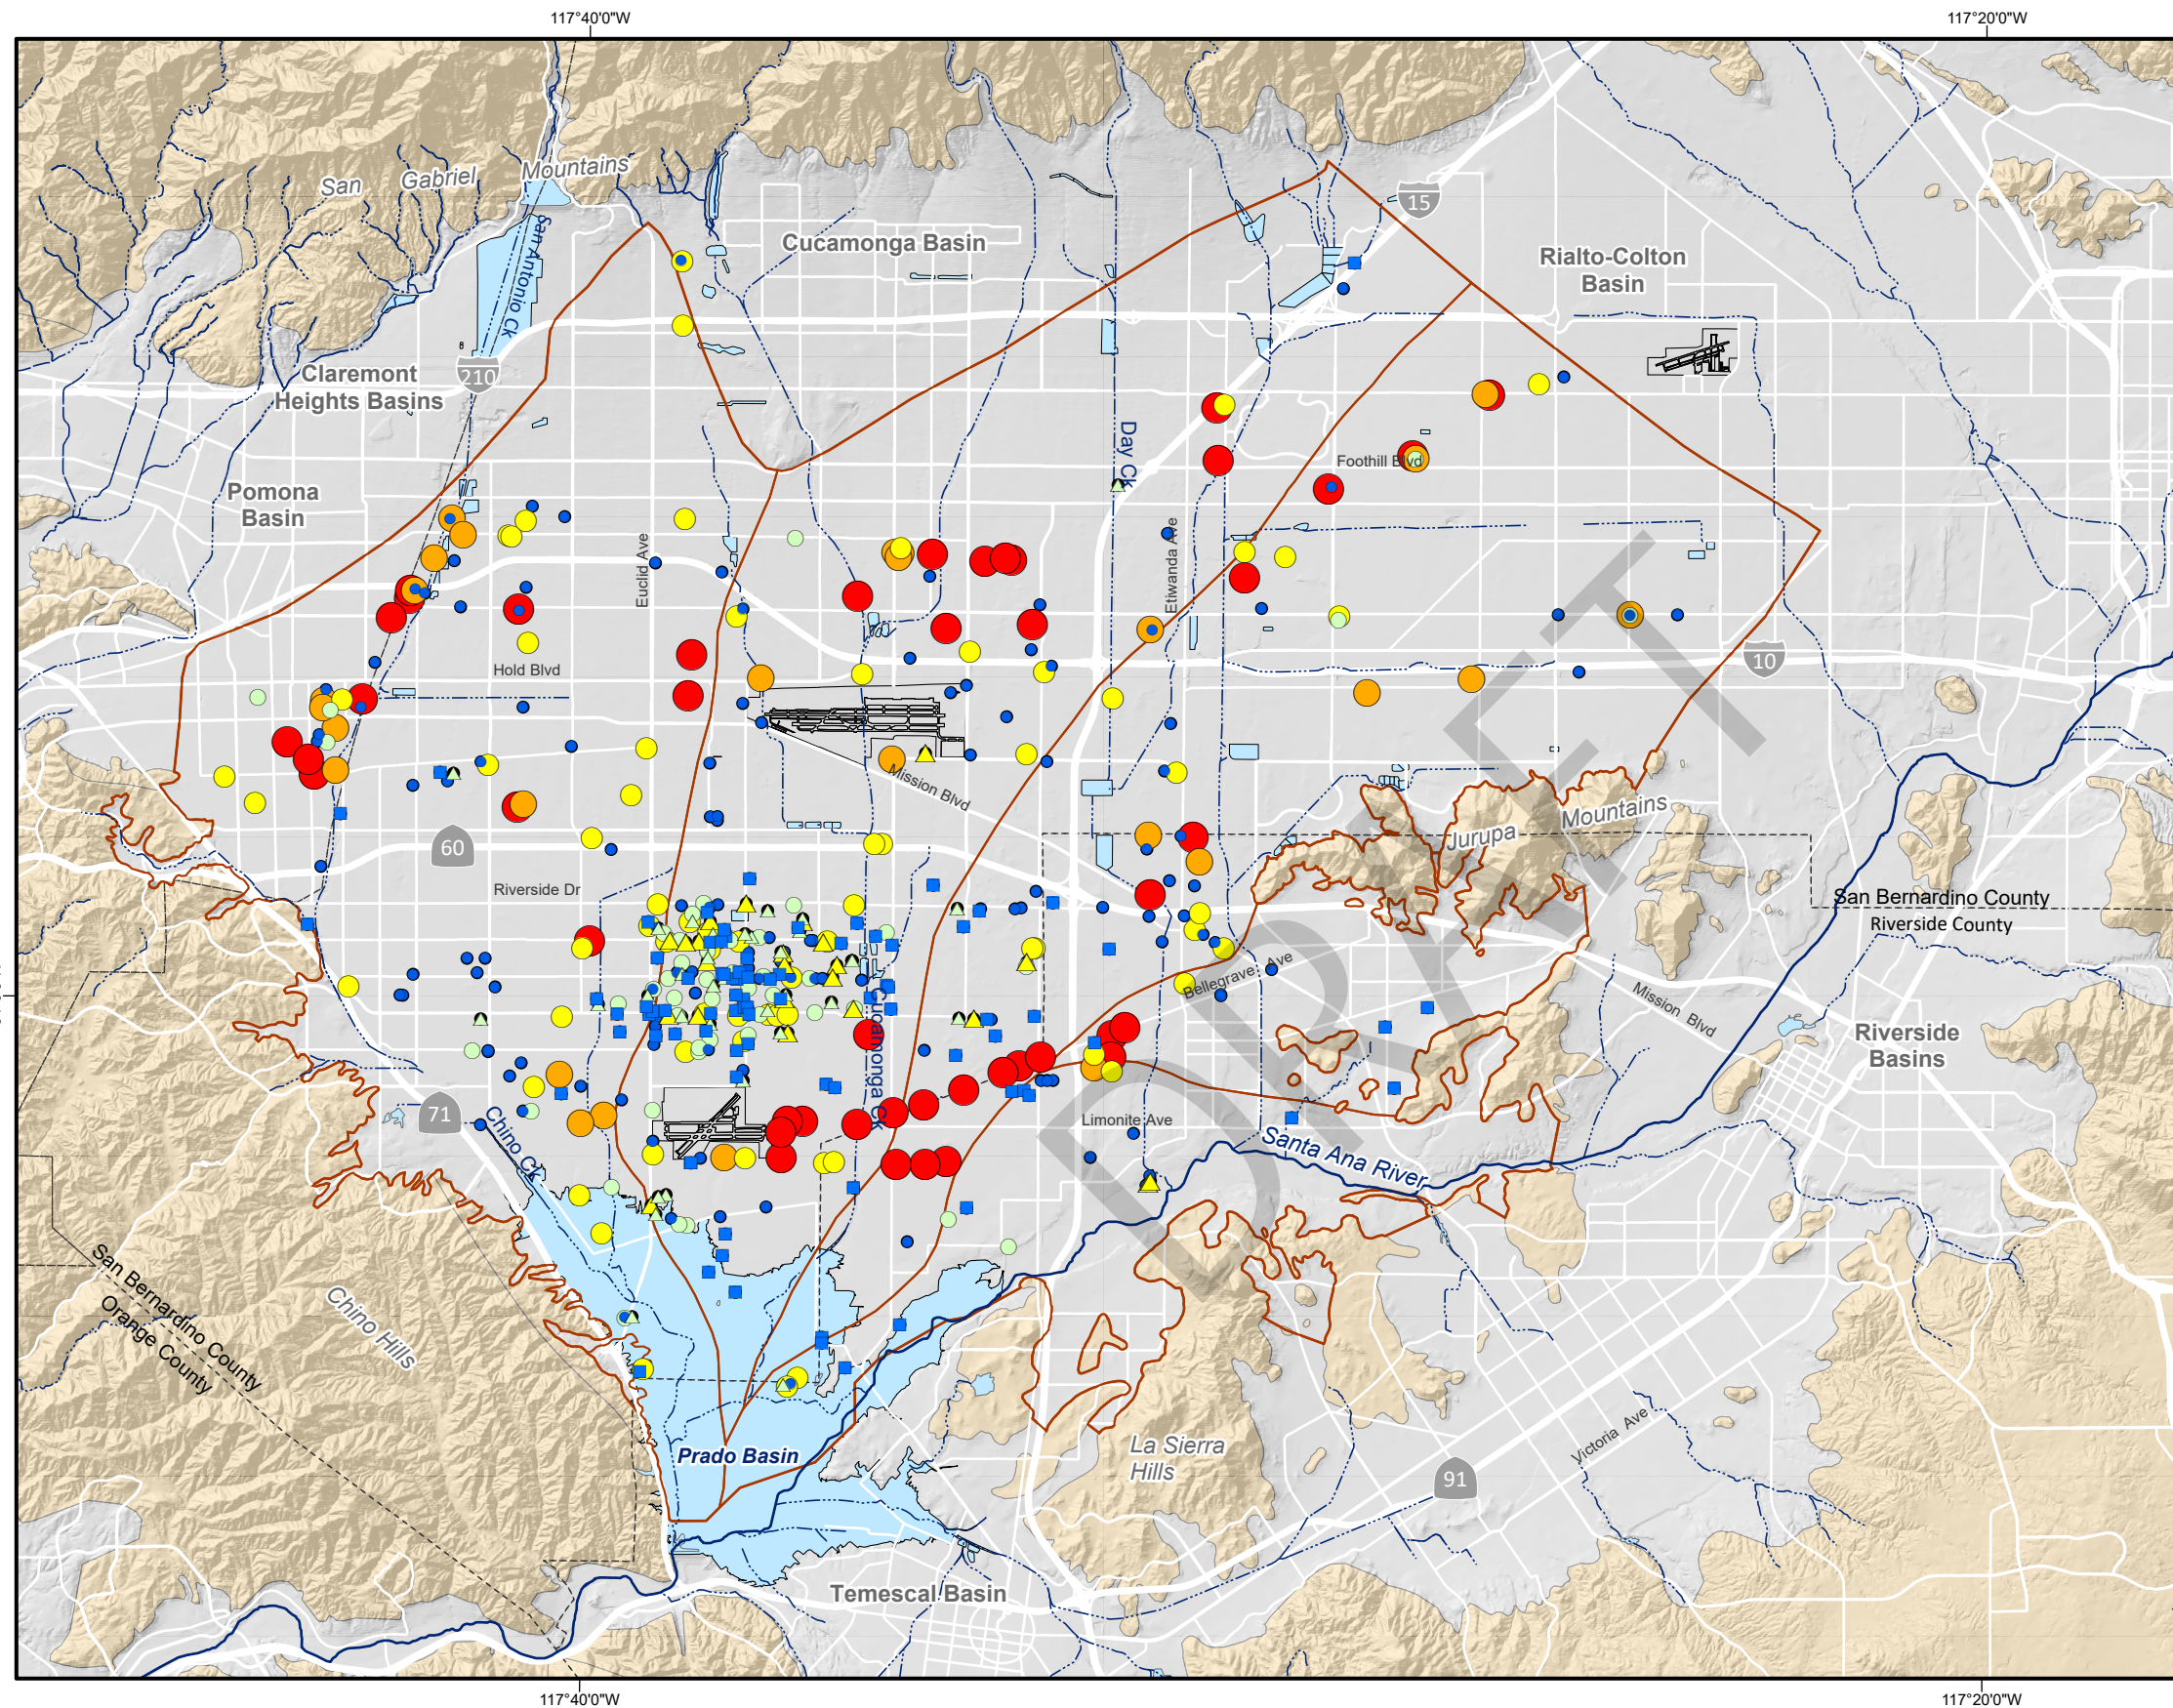 117°40'0"W
117°20'0"W
San Gabriel Mountains
Cucamonga Basin
15
Rialto-Colton
Basin
San Antonio Ck
Claremont
Heights Basins
210
Day Ck
Foothill Blvd
Pomona
Basin
Euclid Ave
Etiwanda Ave
Hold Blvd
10
Mission Blvd
Jurupa Mountains
60
Riverside Dr
San Bernardino County
Riverside County
Bellegrave Ave
Mission Blvd
Cucamonga Ck
Riverside
Basins
71
Chino Ck
Limonite Ave
Santa Ana River
San Bernardino County
Orange County
Chino Hills
DRAFT
Prado Basin
La Sierra
Hills
Victoria Ave
91
Temescal Basin
117°40'0"W
117°20'0"W